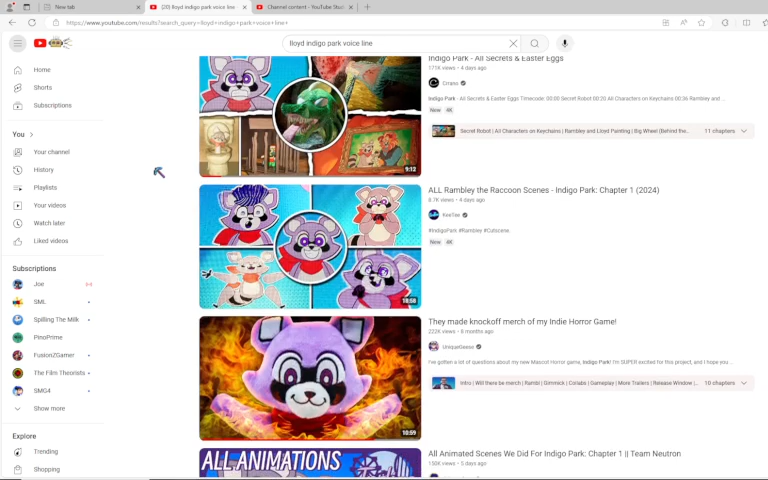 New tab
(20) lloyd indigo park voice line
Channel content - YouTube Stud
https://www.youtube.com/results?search_query=lloyd+indigo+park+voice+line+
lloyd indigo park voice line
Home
Shorts
Subscriptions
You
Your channel
History
Playlists
Your videos
Watch later
Liked videos
Subscriptions
Joe
SML
Spilling The Milk
PinoPrime
FusionZGamer
The Film Theorists
SMG4
Show more
Explore
Trending
Shopping
9:12
Indigo Park - All Secrets & Easter Eggs
171K views • 4 days ago
Cirano
Indigo Park - All Secrets & Easter Eggs Timecode: 00:00 Secret Robot 00:20 All Characters on Keychains 00:36 Rambley and ...
New 4K
Secret Robot | All Characters on Keychains | Rambley and Lloyd Painting | Big Wheel (Behind the...
11 chapters
18:58
ALL Rambley the Raccoon Scenes - Indigo Park: Chapter 1 (2024)
8.7K views • 4 days ago
KeeTee
#IndigoPark #Rambley #Cutscene
New 4K
10:59
They made knockoff merch of my Indie Horror Game!
222K views • 6 months ago
UniqueGeese
I've gotten a lot of questions about my new Mascot Horror game, Indigo Park! I'm SUPER excited for this project, and I hope you ...
Intro | Will there be merch | Rambi | Gimmick | Collabs | Gameplay | More Trailers | Release Window |...
10 chapters
ALL ANIMATIONS
All Animated Scenes We Did For Indigo Park: Chapter 1 || Team Neutron
150K views • 5 days ago